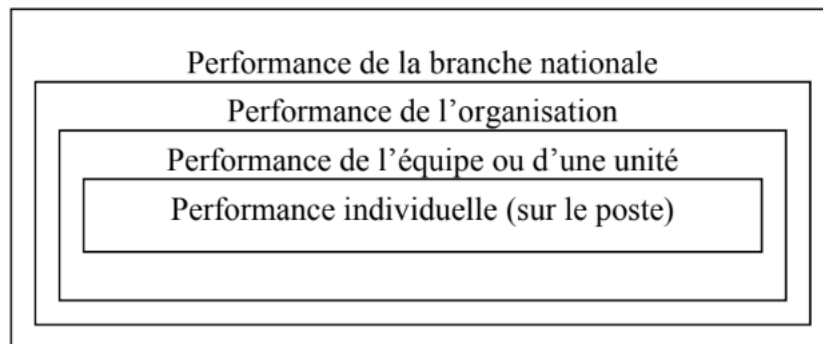 Performance de la branche nationale
Performance de l’organisation
Performance de l’équipe ou d’une unité
Performance individuelle (sur le poste)